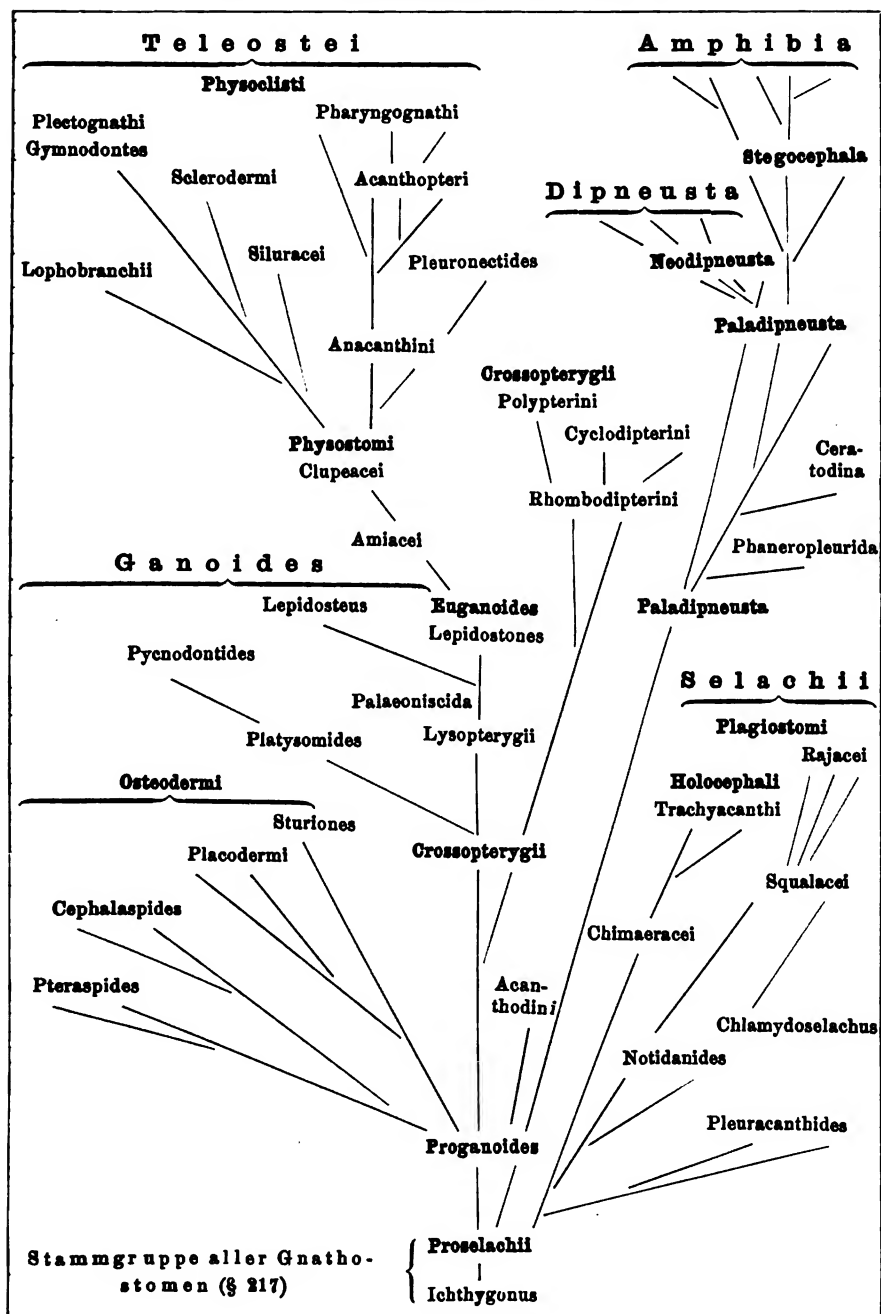 Teleostei
Amphibia
Physoclisti
Pharyngognathi
Plectognathi
Gymnodontes
Stegocephala
Sclerodermi
Acanthopteri
Dipneusta
Siluracei
Pleuronectides
Neodipneusta
Lophobranchii
Paladipneusta
Anacanthini
Crossopterygii
Polypterini
Cyclodipterini
Physostomi
Clupeacei
Cera-
todina
Rhombodipterini
Amiacei
Phaneropleurida
Ganoides
Lepidosteus
Euganoides
Lepidostones
Paladipneusta
Pycnodontides
Selachii
Palaeoniscida
Plagiostomi
Platysomides
Lysopterygii
Rajacei
Osteodermi
Holocephali
Trachyacanthi
Sturiones
Placodermi
Crossopterygii
Squalacei
Cephalaspides
Chimaeracei
Pteraspides
Acan-
thodini
Chlamydoselachus
Notidanides
Pleuracanthides
Proganoides
Stammgruppe aller Gnatho-
stomen (§ 217)
Proselachii
Ichthygonus